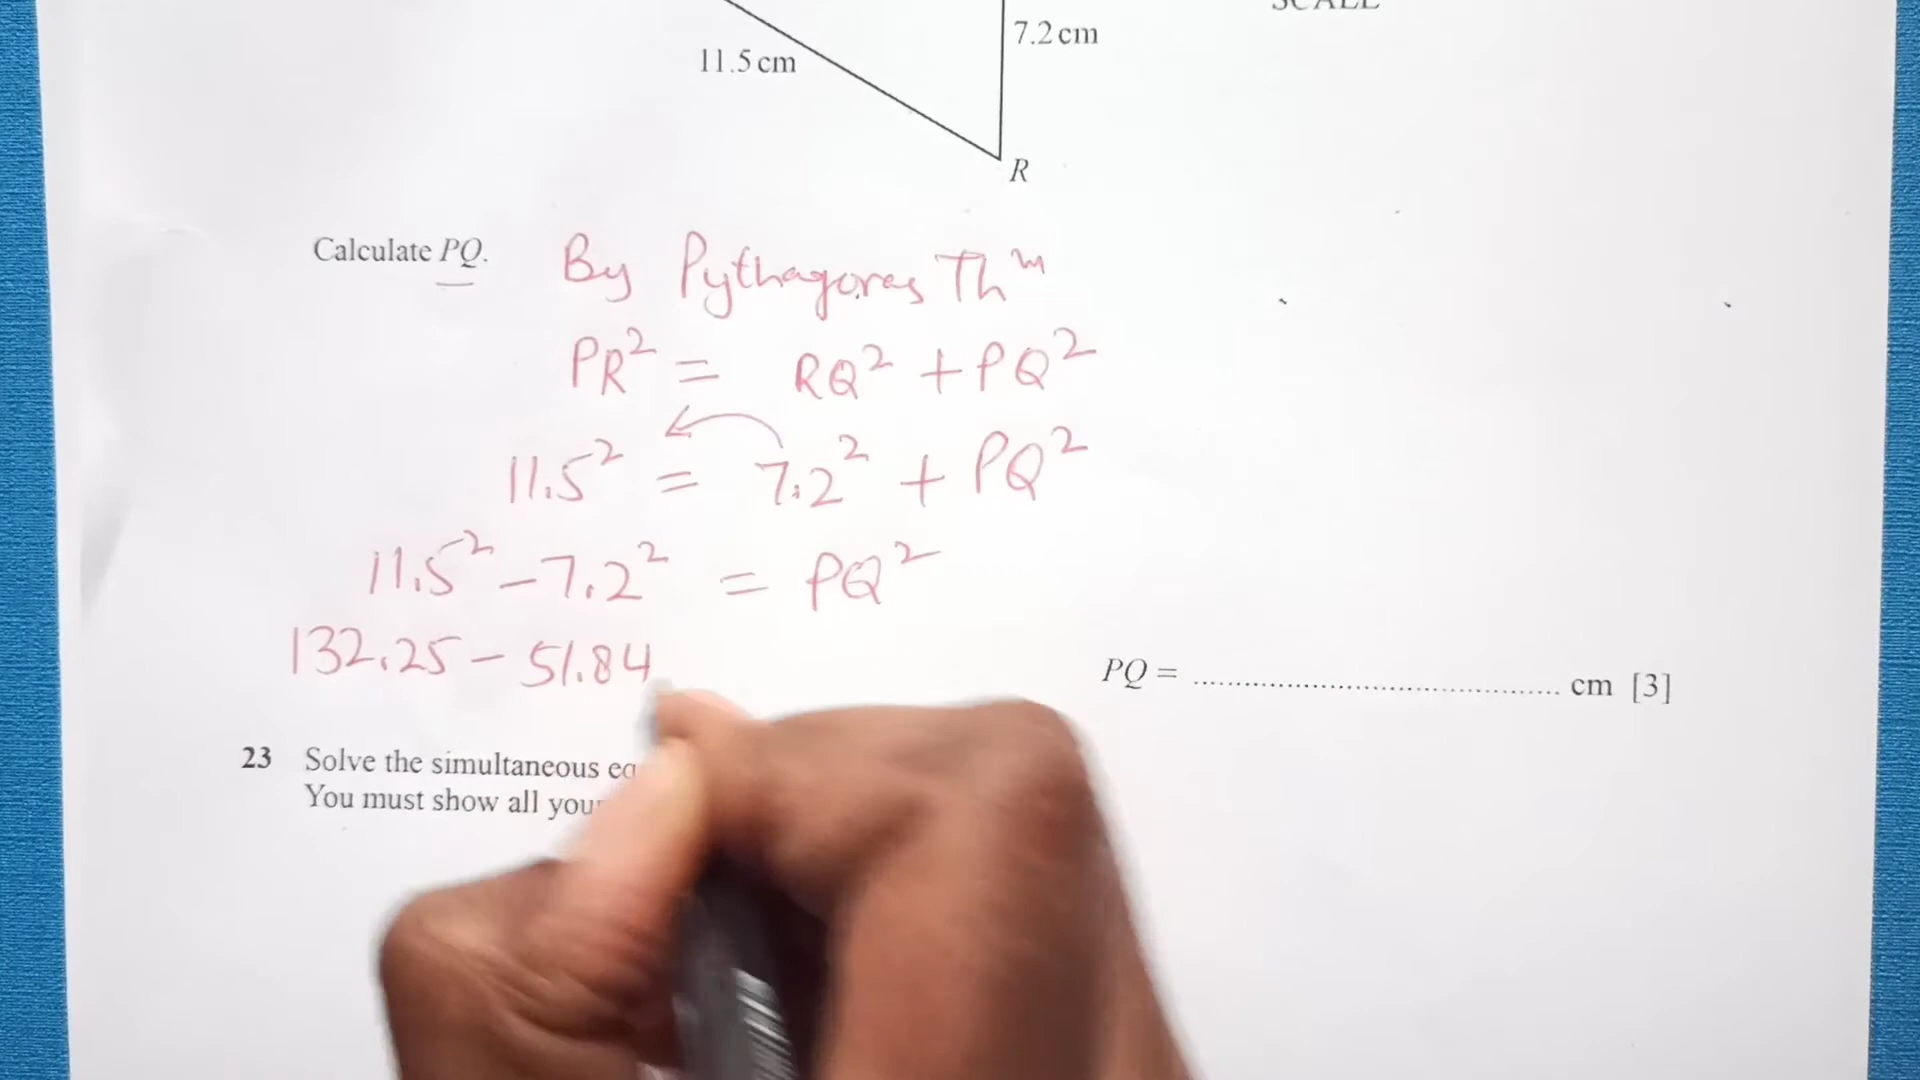 SCALE
7.2 cm
11.5 cm
R
Calculate PQ.
By Pythagoras Thm
PR² = RQ² + PQ²
11.5² = 7.2² + PQ²
11.5² - 7.2² = PQ²
132.25 - 51.84
PQ = ........................................ cm [3]
23 Solve the simultaneous
You must show all